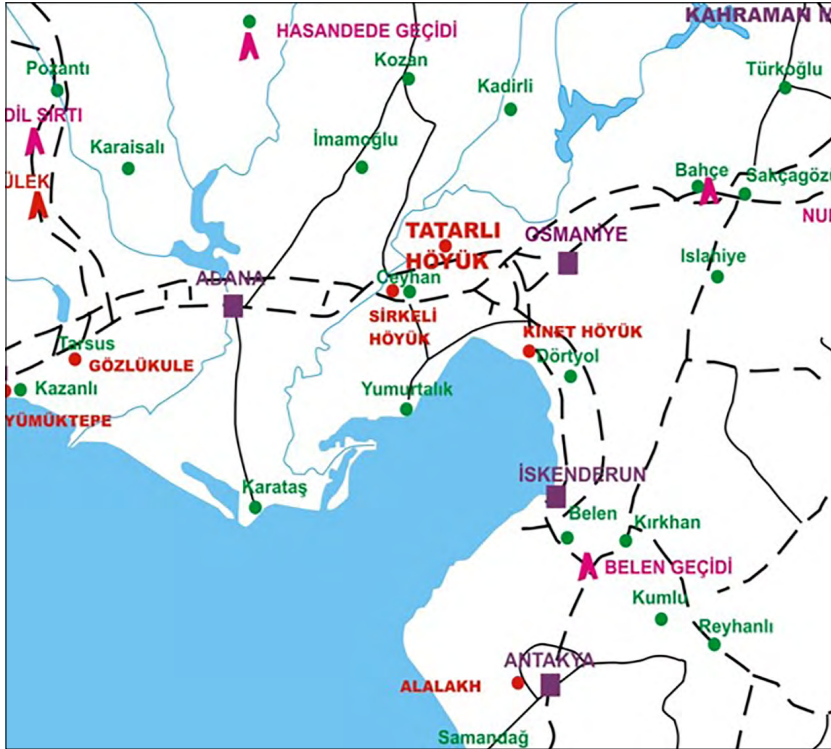 KAHRAMAN M
HASANDEDE GEÇİDİ
Kozan
Pozantı
Türkoğlu
Kadirli
DİL SIRTI
Karaisalı
İmamoğlu
Bahçe
Sakçagözü
ÜLEK
NUR
TATARLI
HÖYÜK
OSMANİYE
Islahiye
ADANA
Ceyhan
SİRKELİ
HÖYÜK
KINET HÖYÜK
Tarsus
GÖZLÜKULE
Dörtyol
Kazanlı
Yumurtalık
YÜMÜKTEPE
İSKENDERUN
Karataş
Belen
Kırkhan
BELEN GEÇİDİ
Kumlu
Reyhanlı
ANTAKYA
ALALAKH
Samandağ